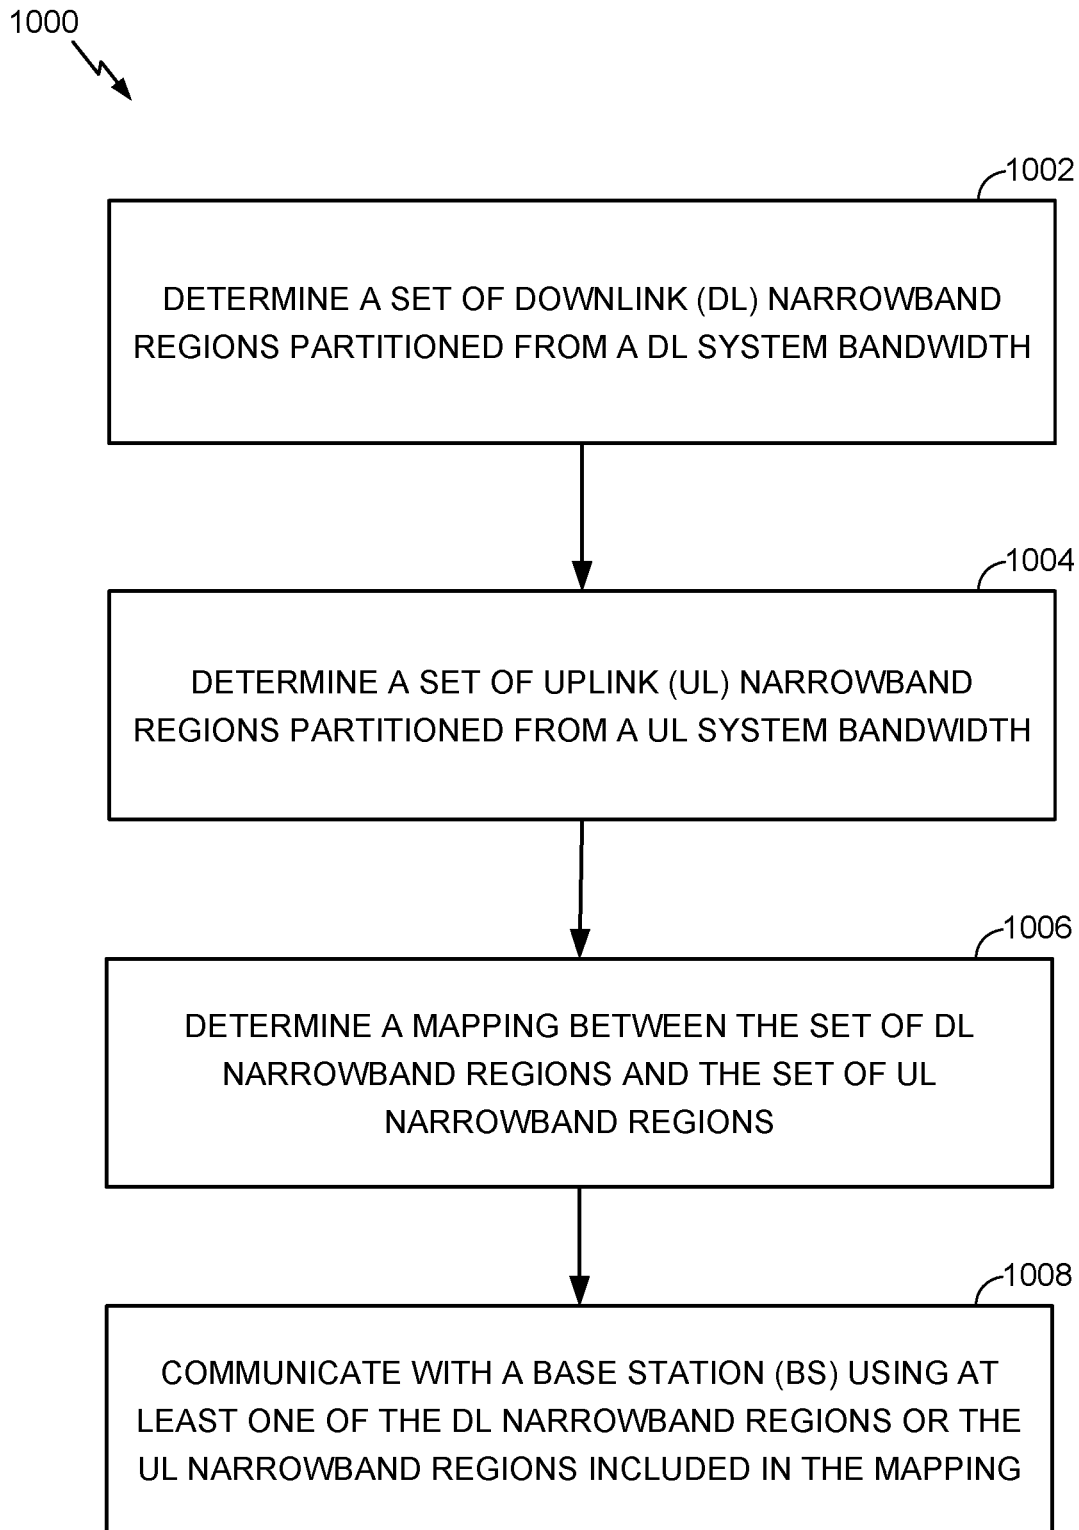 1000
1002
DETERMINE A SET OF DOWNLINK (DL) NARROWBAND
REGIONS PARTITIONED FROM A DL SYSTEM BANDWIDTH
1004
DETERMINE A SET OF UPLINK (UL) NARROWBAND
REGIONS PARTITIONED FROM A UL SYSTEM BANDWIDTH
1006
DETERMINE A MAPPING BETWEEN THE SET OF DL
NARROWBAND REGIONS AND THE SET OF UL
NARROWBAND REGIONS
1008
COMMUNICATE WITH A BASE STATION (BS) USING AT
LEAST ONE OF THE DL NARROWBAND REGIONS OR THE
UL NARROWBAND REGIONS INCLUDED IN THE MAPPING